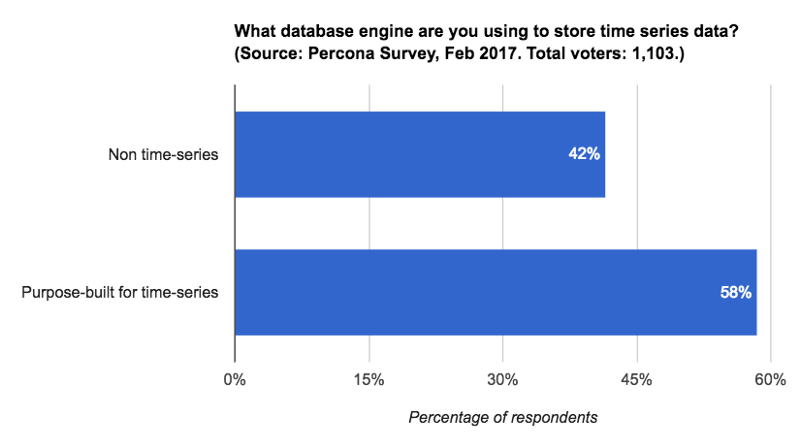 What database engine are you using to store time series data?
(Source: Percona Survey, Feb 2017. Total voters: 1,103.)
Non time-series
42%
Purpose-built for time-series
58%
0%
15%
30%
45%
60%
Percentage of respondents